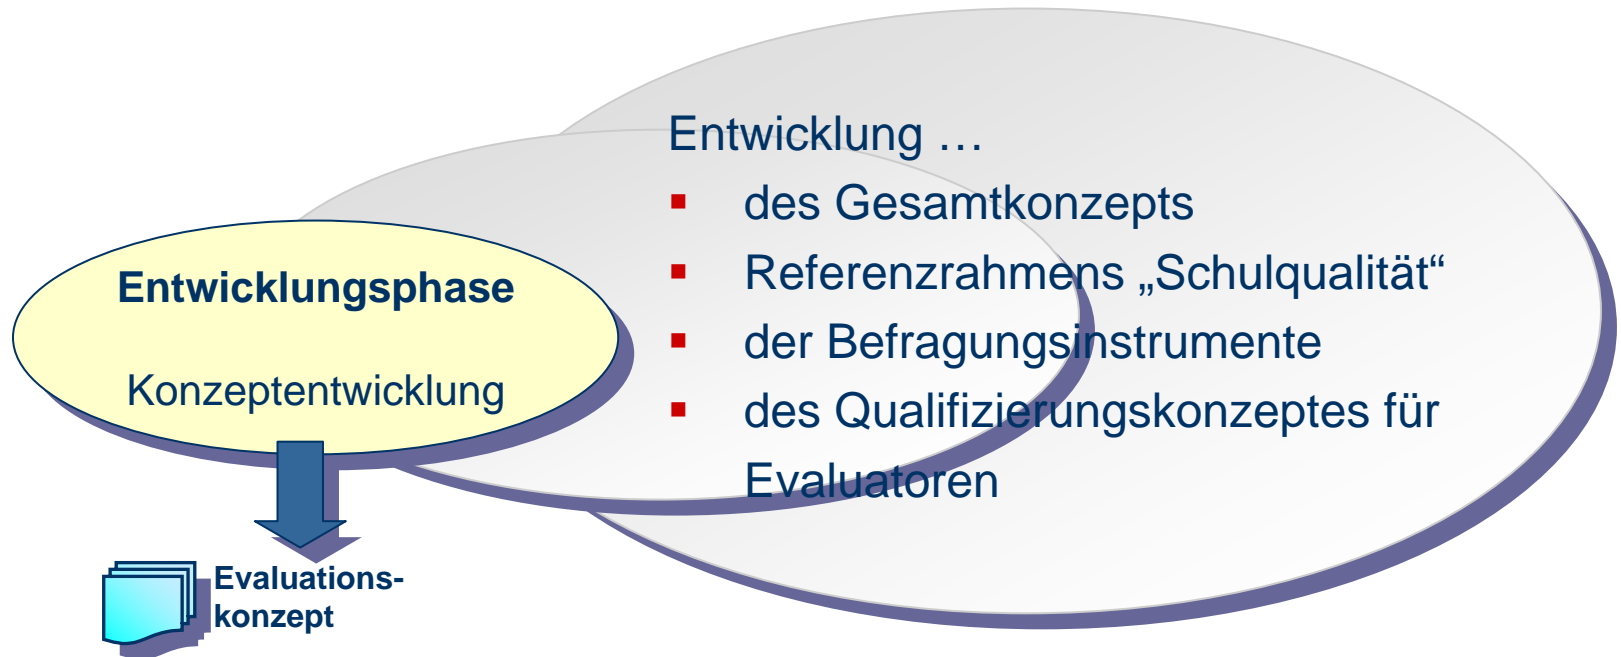 Entwicklungsphase
Konzeptentwicklung
Evaluations-
konzept
Entwicklung …
▪ des Gesamtkonzepts
▪ Referenzrahmens „Schulqualität“
▪ der Befragungsinstrumente
▪ des Qualifizierungskonzeptes für
Evaluatoren